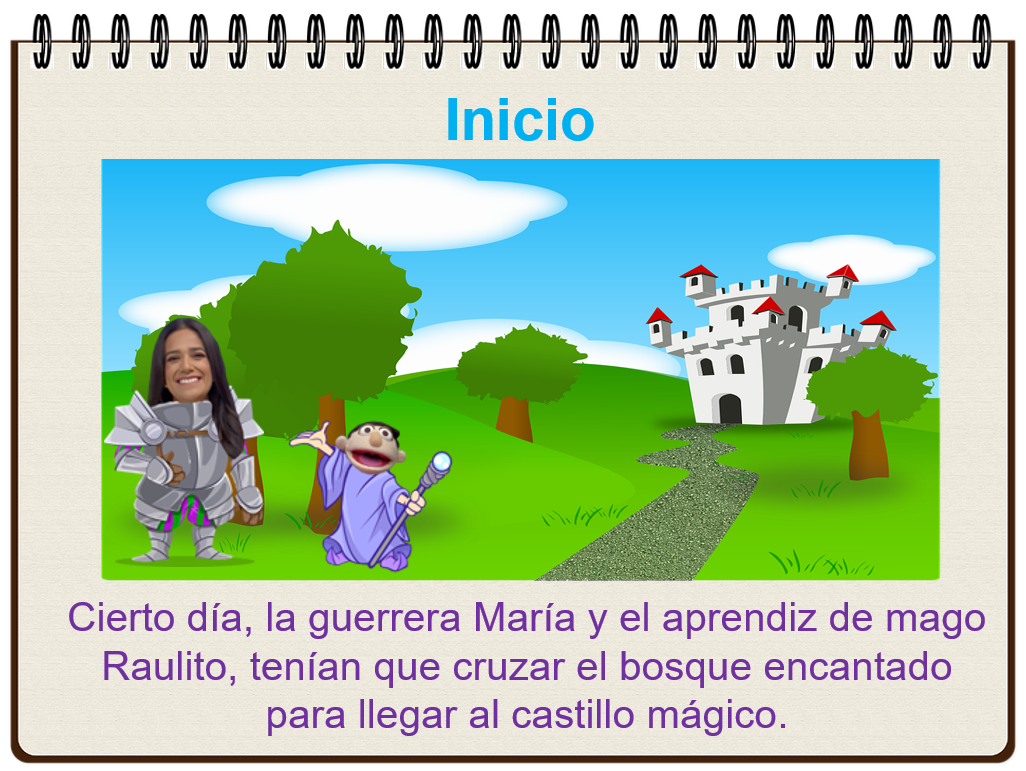 Inicio
Cierto día, la guerrera María y el aprendiz de mago
Raulito, tenían que cruzar el bosque encantado
para llegar al castillo mágico.